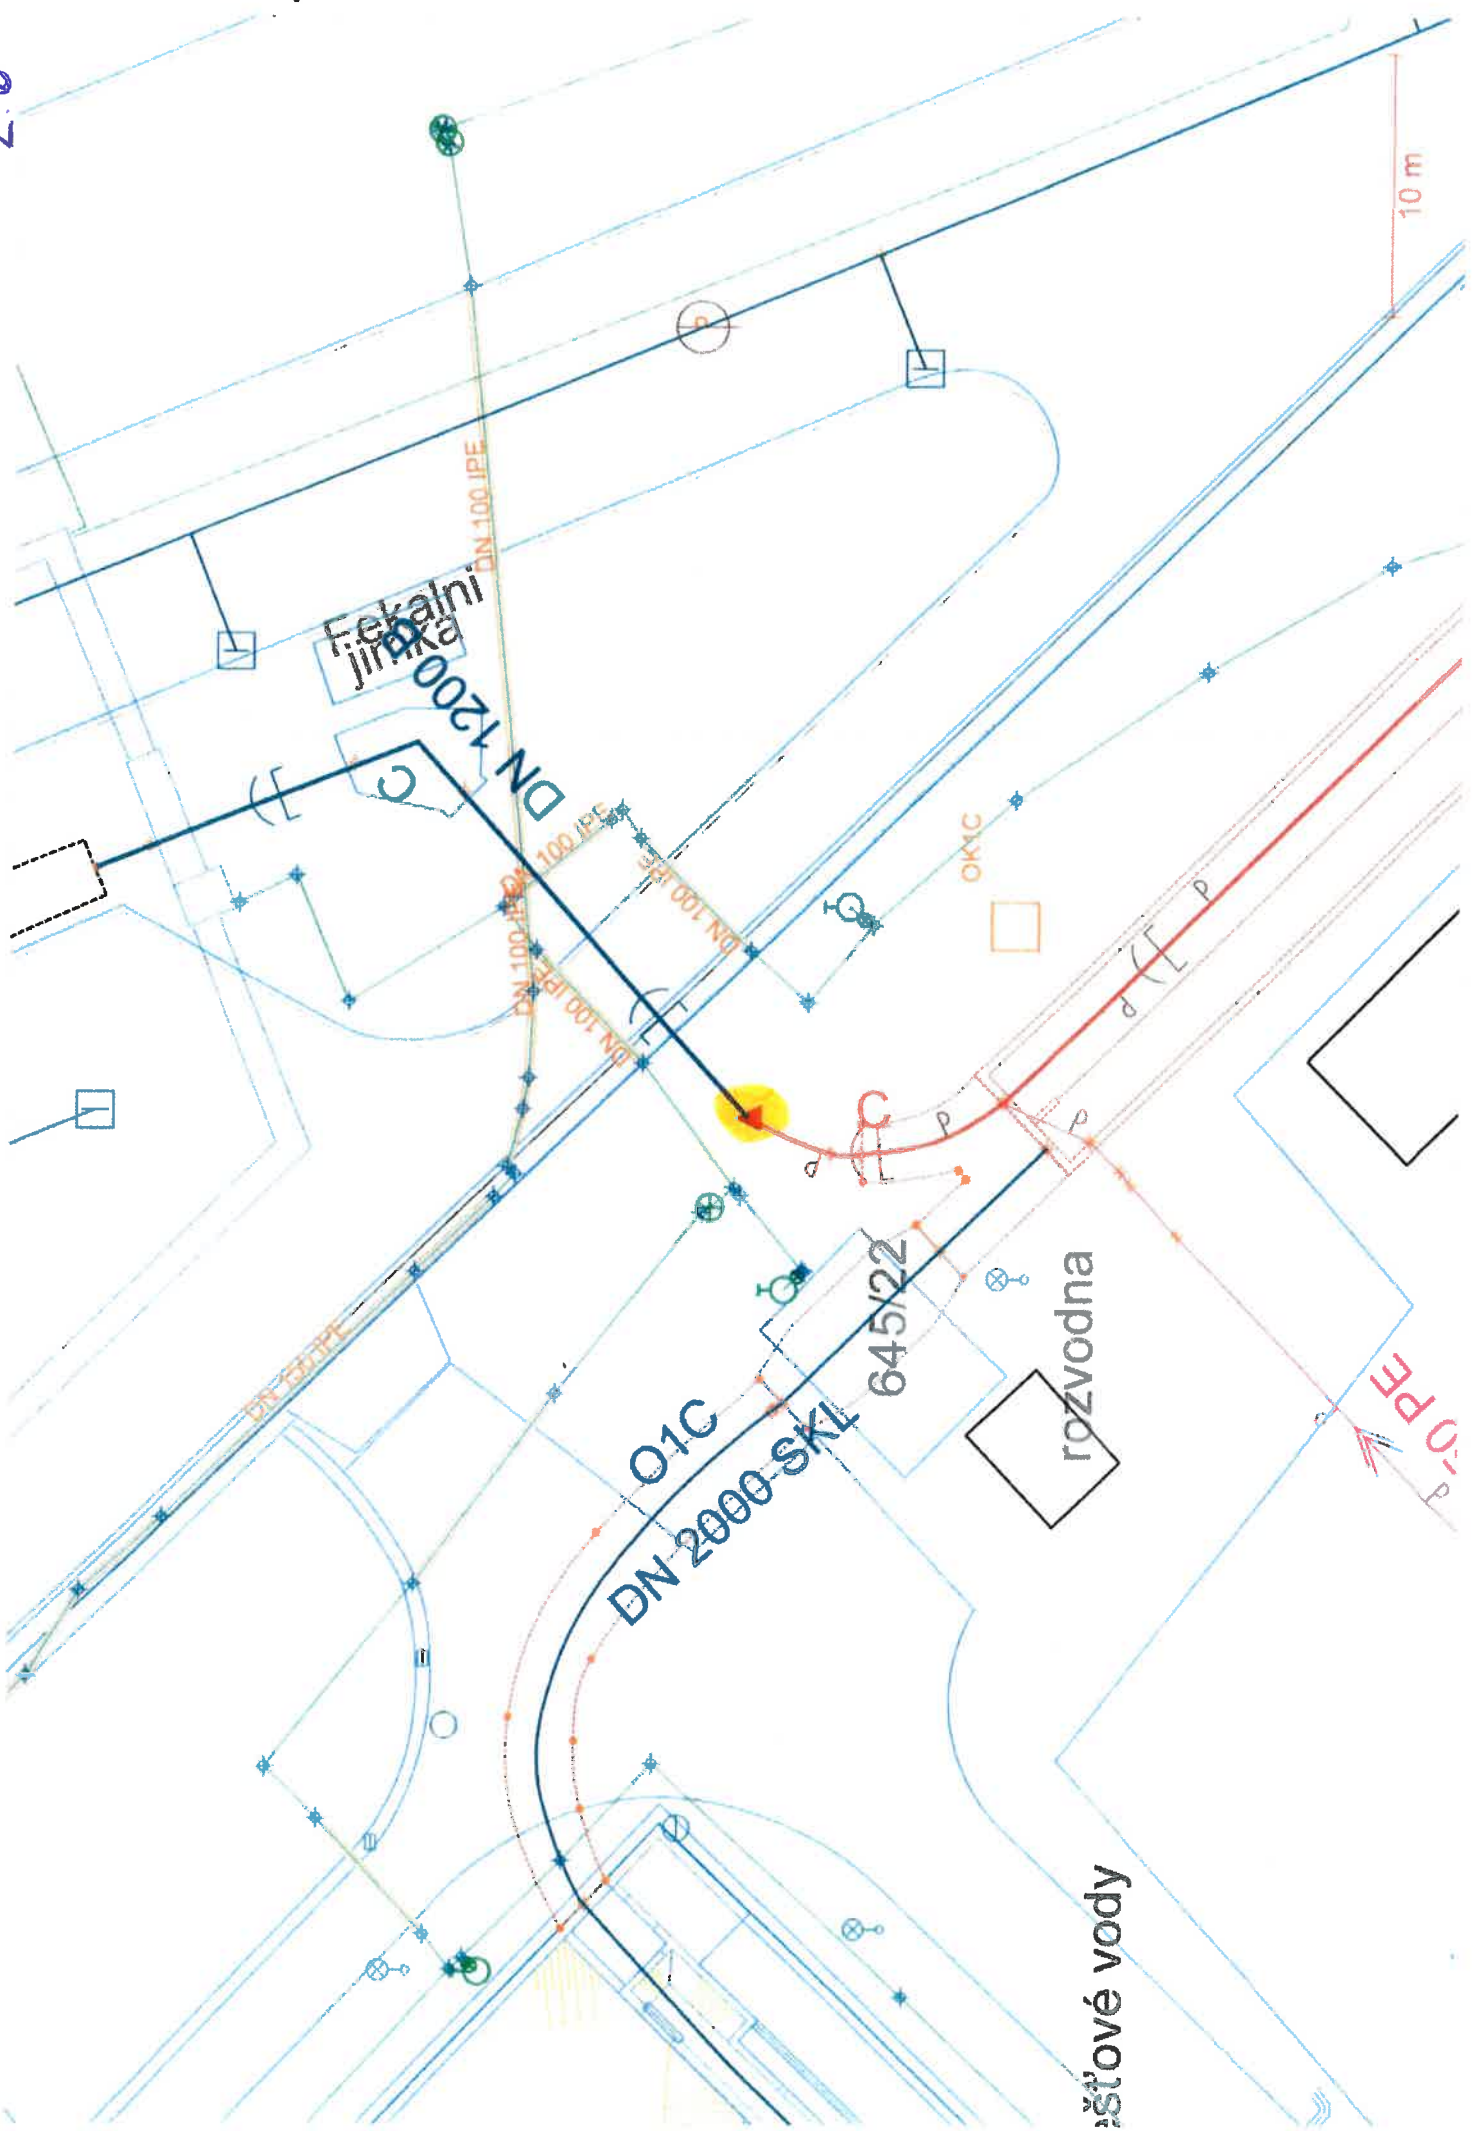 10 m
DN 100 IPE
Fekalni
jimka
DN 1200 B
C
DN 100 IPE
DN 100 IPE
DN 100 IPE
DN 100 IPE
OK1C
C
DN 150 IPE
O1C
DN 2000 SKL
645/22
rozvodna
PE
šťové vody